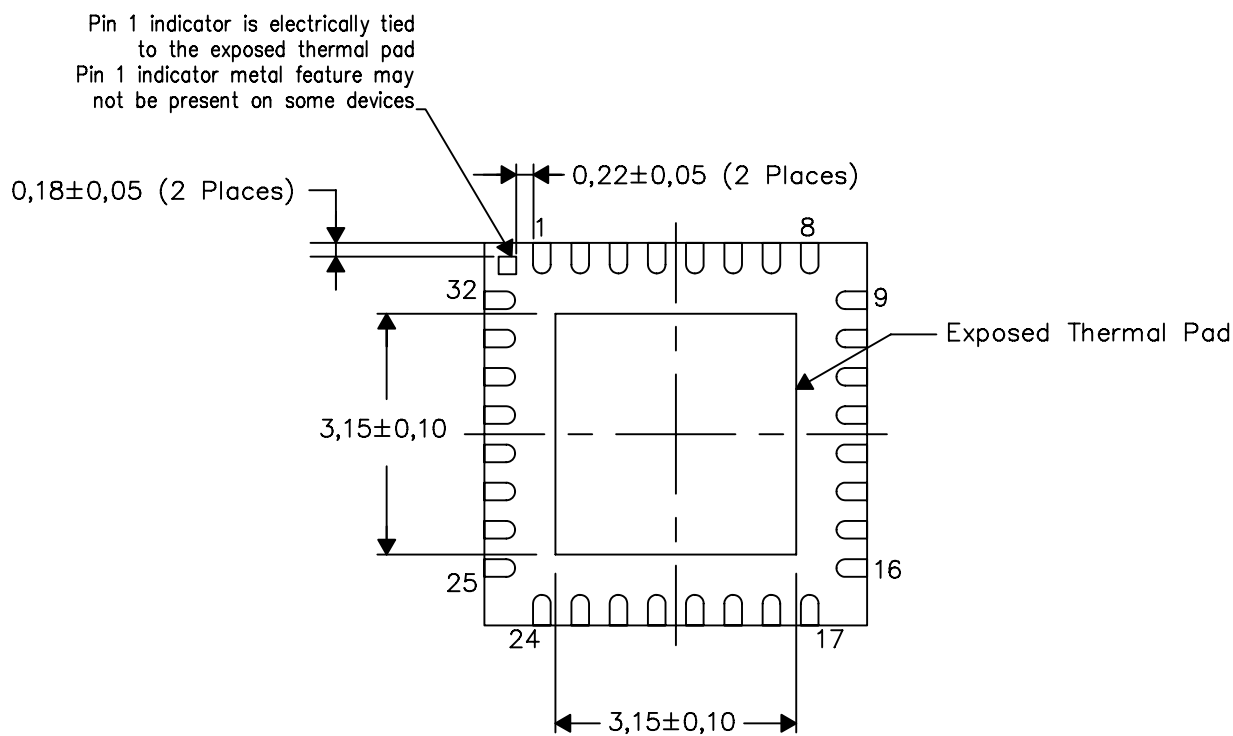 Pin 1 indicator is electrically tied
to the exposed thermal pad
Pin 1 indicator metal feature may
not be present on some devices
0,18±0,05 (2 Places)
0,22±0,05 (2 Places)
1
8
32
9
Exposed Thermal Pad
3,15±0,10
25
16
24
17
3,15±0,10